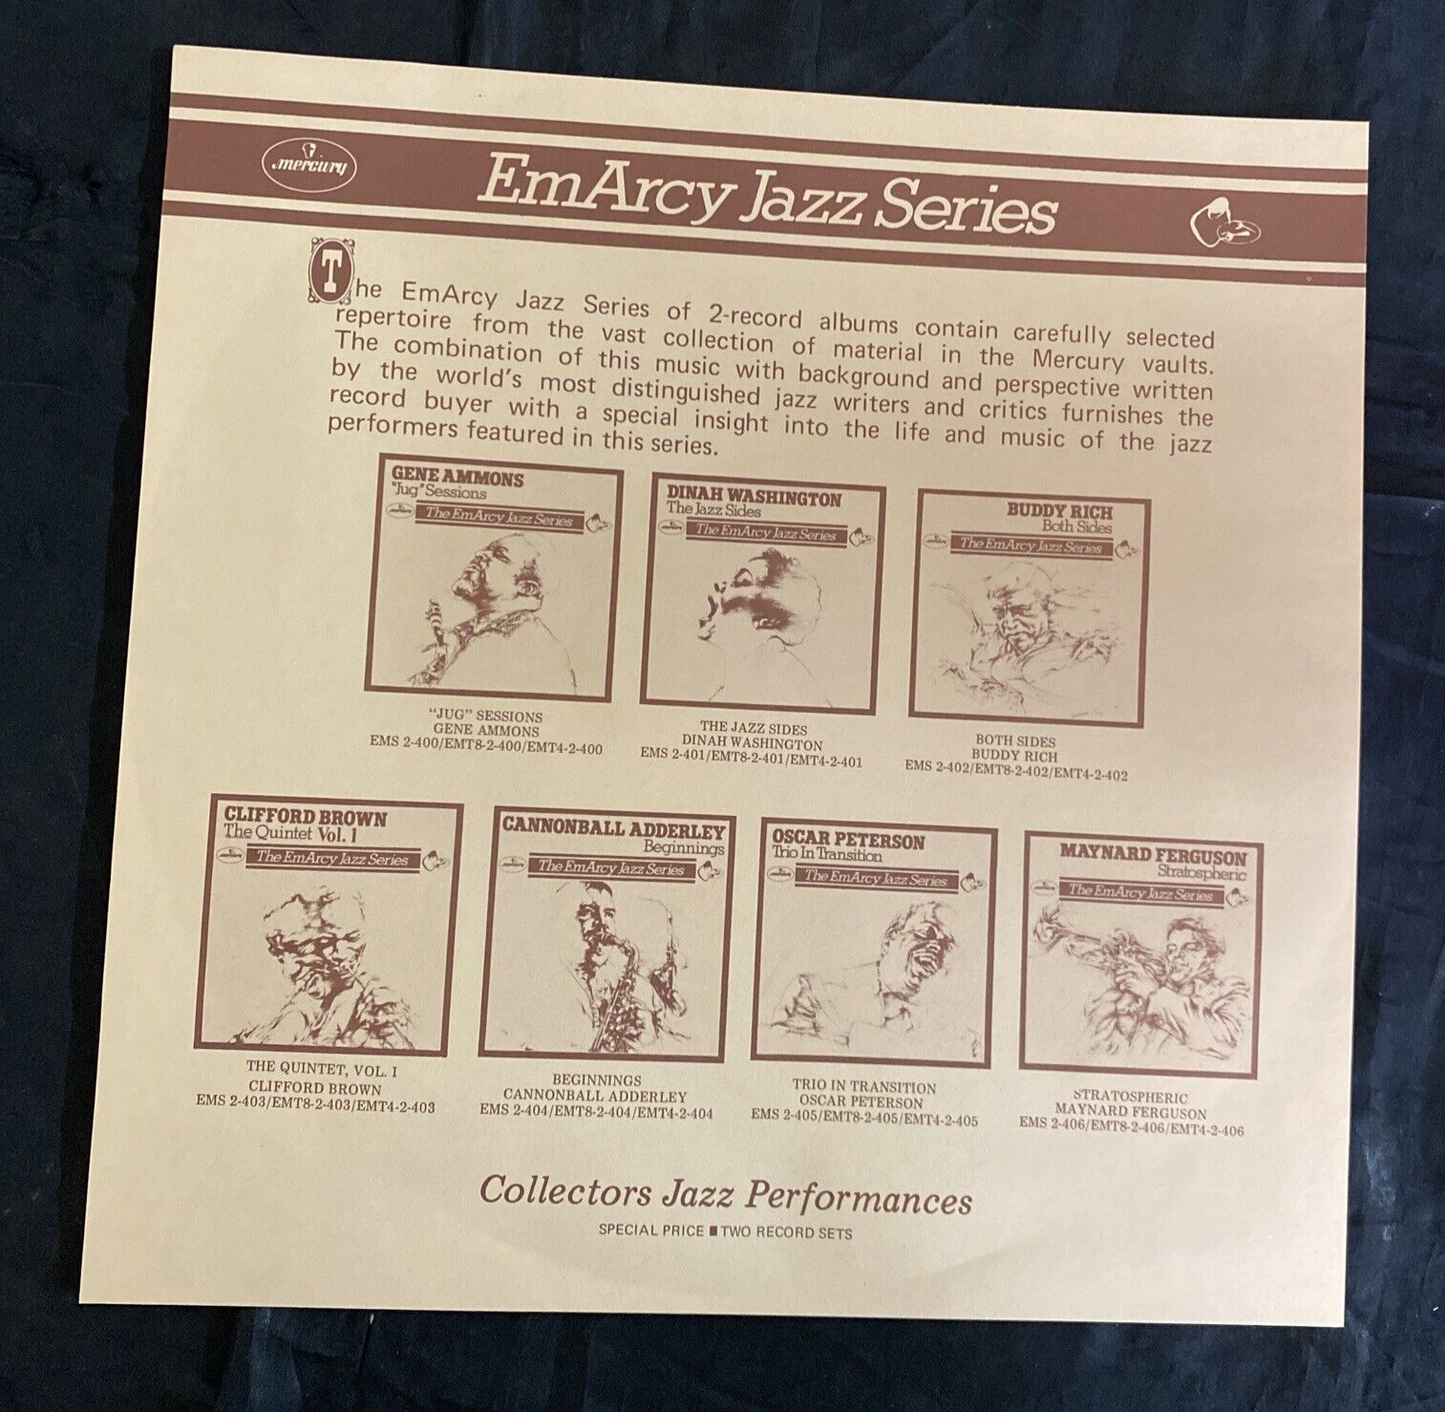 mercury
EmArcy Jazz Series
The EmArcy Jazz Series of 2-record albums contain carefully selected
repertoire from the vast collection of material in the Mercury vaults.
The combination of this music with background and perspective written
by the world's most distinguished jazz writers and critics furnishes the
record buyer with a special insight into the life and music of the jazz
performers featured in this series.
GENE AMMONS
"Jug" Sessions
mercury
The EmArcy Jazz Series
"JUG" SESSIONS
GENE AMMONS
EMS 2-400/EMT8-2-400/EMT4-2-400
DINAH WASHINGTON
The Jazz Sides
mercury
The EmArcy Jazz Series
THE JAZZ SIDES
DINAH WASHINGTON
EMS 2-401/EMT8-2-401/EMT4-2-401
BUDDY RICH
Both Sides
mercury
The EmArcy Jazz Series
BOTH SIDES
BUDDY RICH
EMS 2-402/EMT8-2-402/EMT4-2-402
CLIFFORD BROWN
The Quintet Vol. 1
mercury
The EmArcy Jazz Series
THE QUINTET, VOL. I
CLIFFORD BROWN
EMS 2-403/EMT8-2-403/EMT4-2-403
CANNONBALL ADDERLEY
Beginnings
mercury
The EmArcy Jazz Series
BEGINNINGS
CANNONBALL ADDERLEY
EMS 2-404/EMT8-2-404/EMT4-2-404
OSCAR PETERSON
Trio In Transition
mercury
The EmArcy Jazz Series
TRIO IN TRANSITION
OSCAR PETERSON
EMS 2-405/EMT8-2-405/EMT4-2-405
MAYNARD FERGUSON
Stratospheric
mercury
The EmArcy Jazz Series
STRATOSPHERIC
MAYNARD FERGUSON
EMS 2-406/EMT8-2-406/EMT4-2-406
Collectors Jazz Performances
SPECIAL PRICE ■ TWO RECORD SETS